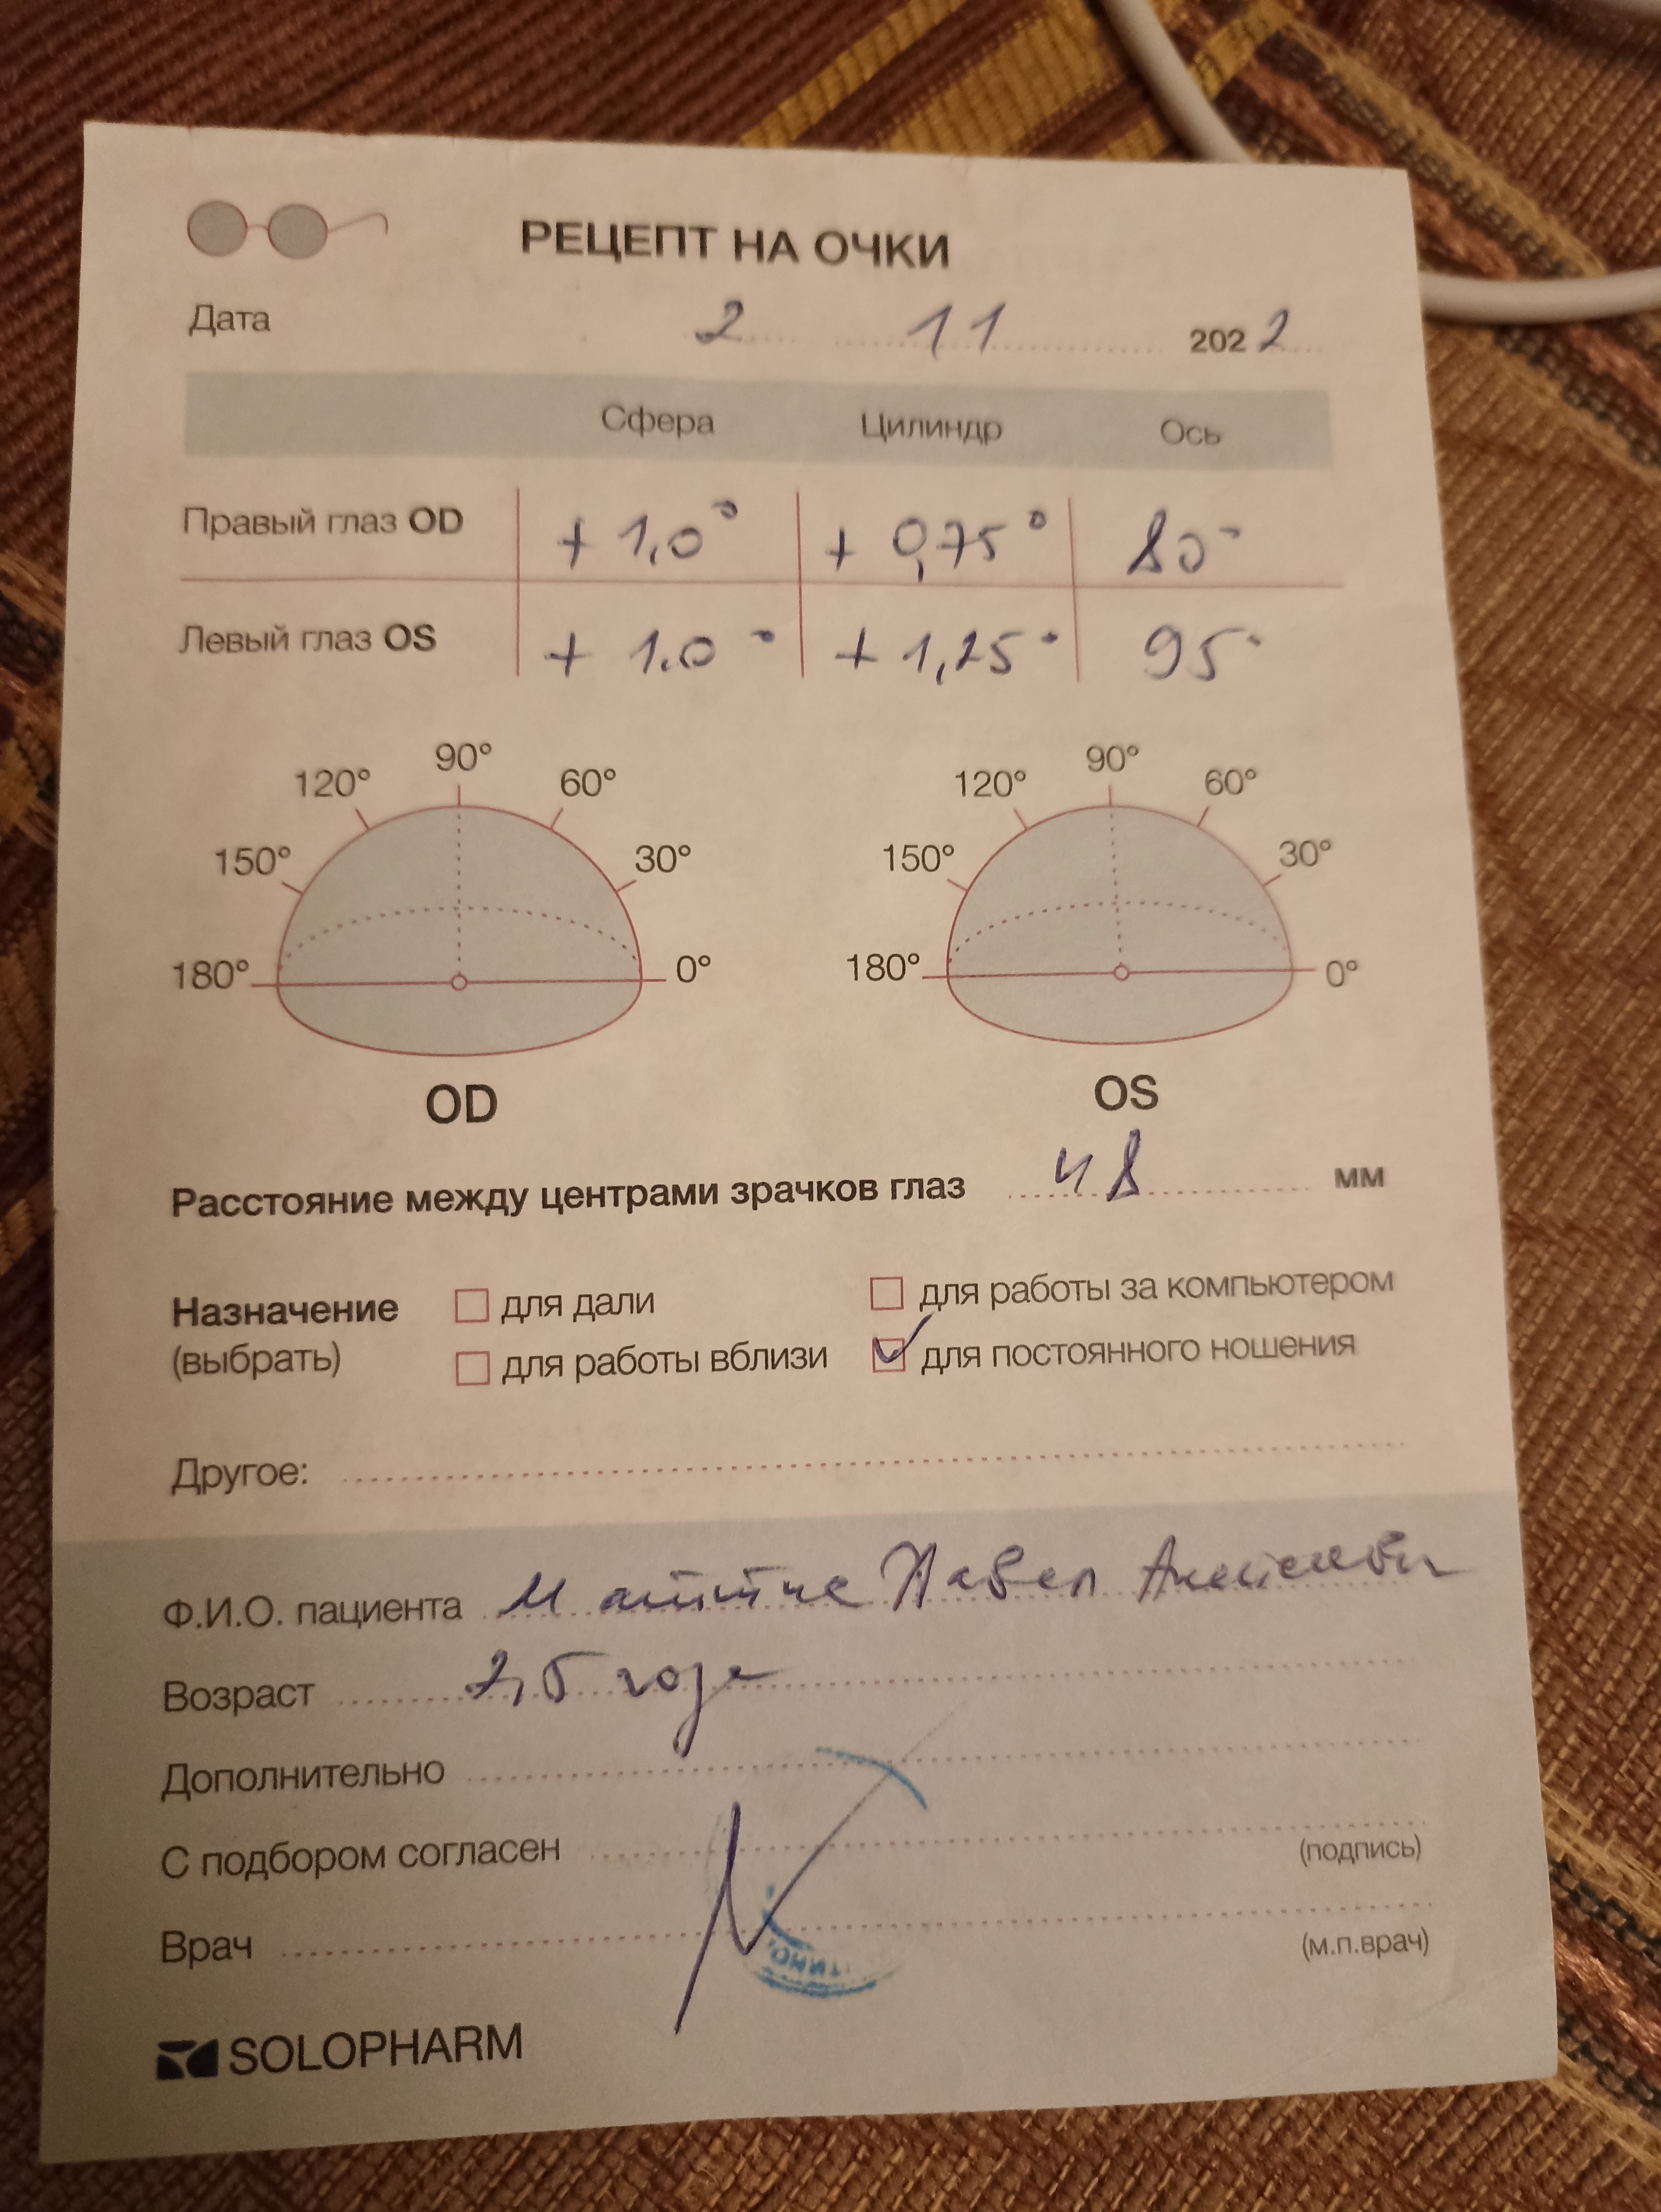 РЕЦЕПТ НА ОЧКИ
Дата 2 11 2022
Сфера Цилиндр Ось
Правый глаз OD + 1,0° + 0,75° 80°
Левый глаз OS + 1.0° + 1,25° 95°
90° 90°
120° 60° 120° 60°
150° 30° 150° 30°
180° 0° 180° 0°
OD OS
Расстояние между центрами зрачков глаз 48 мм
Назначение (выбрать)
для дали
для работы за компьютером
для работы вблизи
для постоянного ношения
Другое:
Ф.И.О. пациента Павел
Возраст 2,5 года
Дополнительно
С подбором согласен (подпись)
Врач (м.п.врач)
SOLOPHARM